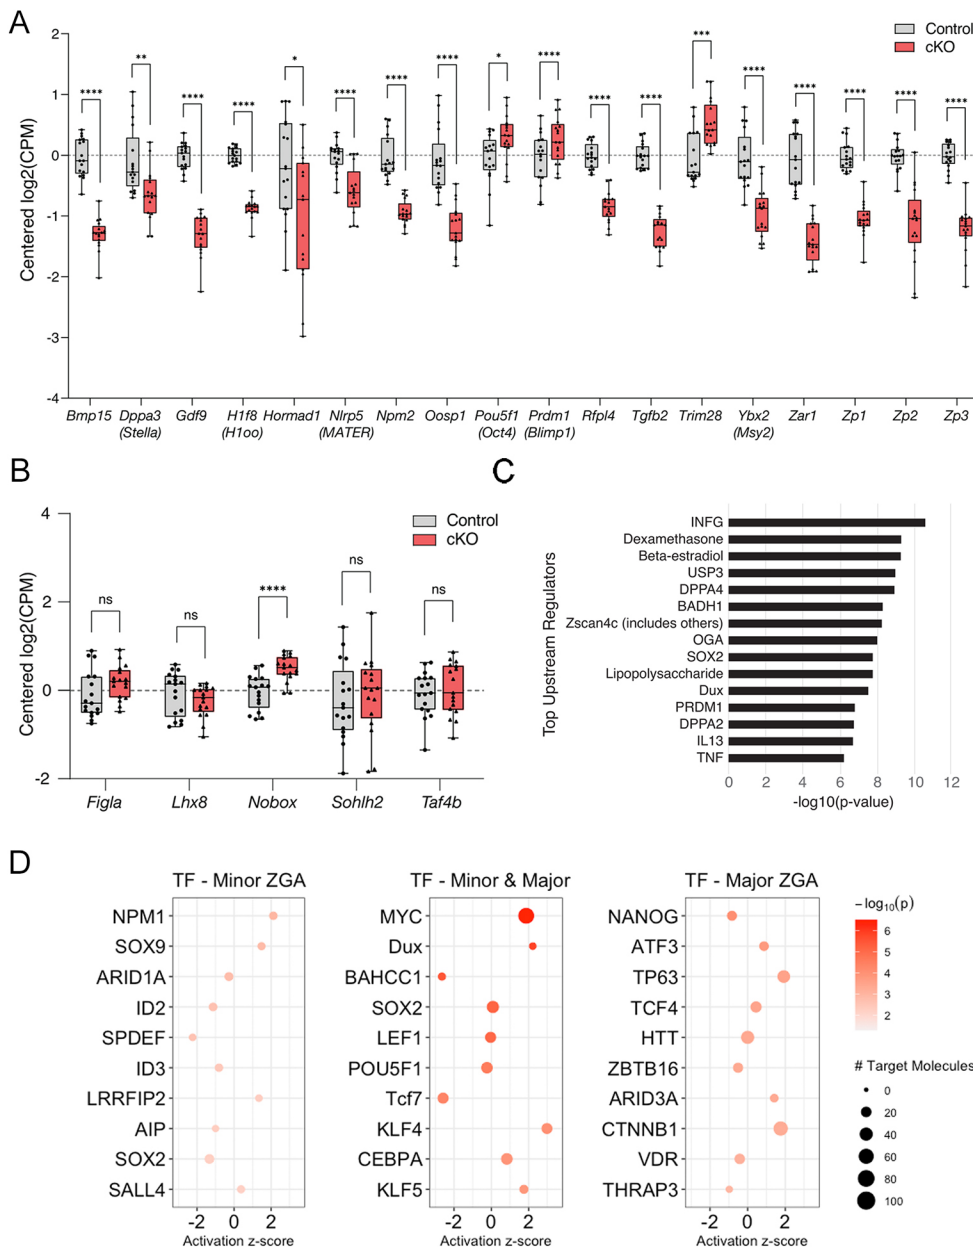 A
Control
cKO
Centered log2(CPM)
2
1
0
-1
-2
-3
-4
**** ** **** **** * **** **** **** * **** **** **** *** **** **** **** **** ****
Bmp15 Dppa3 Gdf9 H1f8 Hormad1 Nlrp5 Npm2 Oosp1 Pou5f1 Prdm1 Rfpl4 Tgfb2 Trim28 Ybx2 Zar1 Zp1 Zp2 Zp3
(Stella) (H1oo) (MATER) (Oct4) (Blimp1) (Msy2)
B
Control
cKO
Centered log2(CPM)
4
2
0
-2
ns ns **** ns ns
Figla Lhx8 Nobox Sohlh2 Taf4b
C
Top Upstream Regulators
INFG
Dexamethasone
Beta-estradiol
USP3
DPPA4
BADH1
Zscan4c (includes others)
OGA
SOX2
Lipopolysaccharide
Dux
PRDM1
DPPA2
IL13
TNF
0 2 4 6 8 10 12
-log10(p-value)
D
TF - Minor ZGA
NPM1
SOX9
ARID1A
ID2
SPDEF
ID3
LRRFIP2
AIP
SOX2
SALL4
-2 0 2
Activation z-score
TF - Minor & Major
MYC
Dux
BAHCC1
SOX2
LEF1
POU5F1
Tcf7
KLF4
CEBPA
KLF5
-2 0 2
Activation z-score
TF - Major ZGA
NANOG
ATF3
TP63
TCF4
HTT
ZBTB16
ARID3A
CTNNB1
VDR
THRAP3
-2 0 2
Activation z-score
−log10(p)
6
5
4
3
2
# Target Molecules
0
20
40
60
80
100